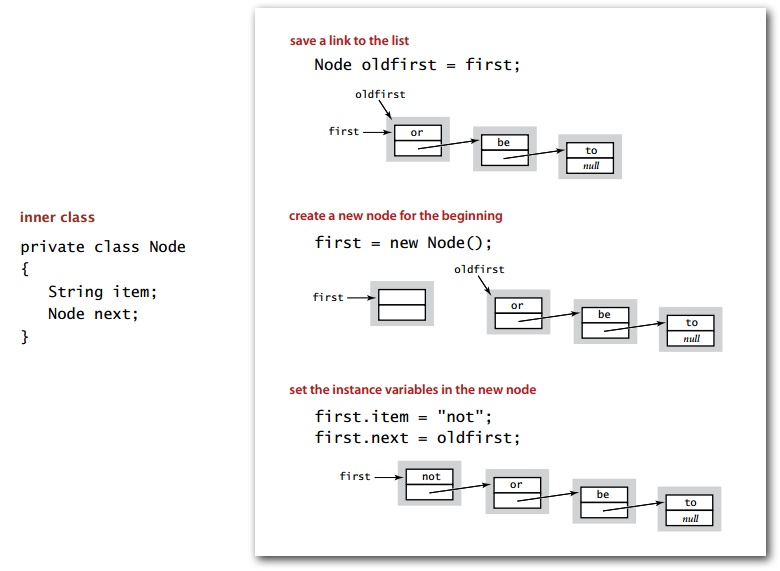 inner class
private class Node
{
String item;
Node next;
}
save a link to the list
Node oldfirst = first;
oldfirst
first
or
be
to
null
create a new node for the beginning
first = new Node();
oldfirst
first
or
be
to
null
set the instance variables in the new node
first.item = "not";
first.next = oldfirst;
first
not
or
be
to
null